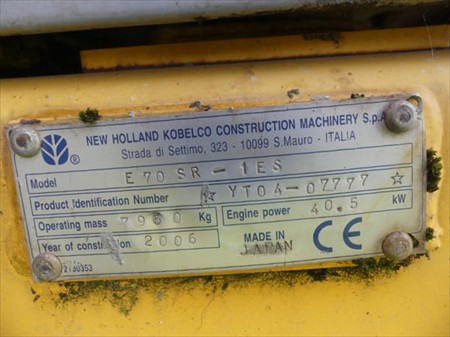 NEW HOLLAND KOBELCO CONSTRUCTION MACHINERY S.p.A
Strada di Settimo, 323 - 10099 S.Mauro - ITALIA
Model E70SR-1ES
Product Identification Number ☆ YT04-07777 ☆
Operating mass 7960 Kg Engine power 40.5 kW
Year of constrution 2006 MADE IN JAPAN CE